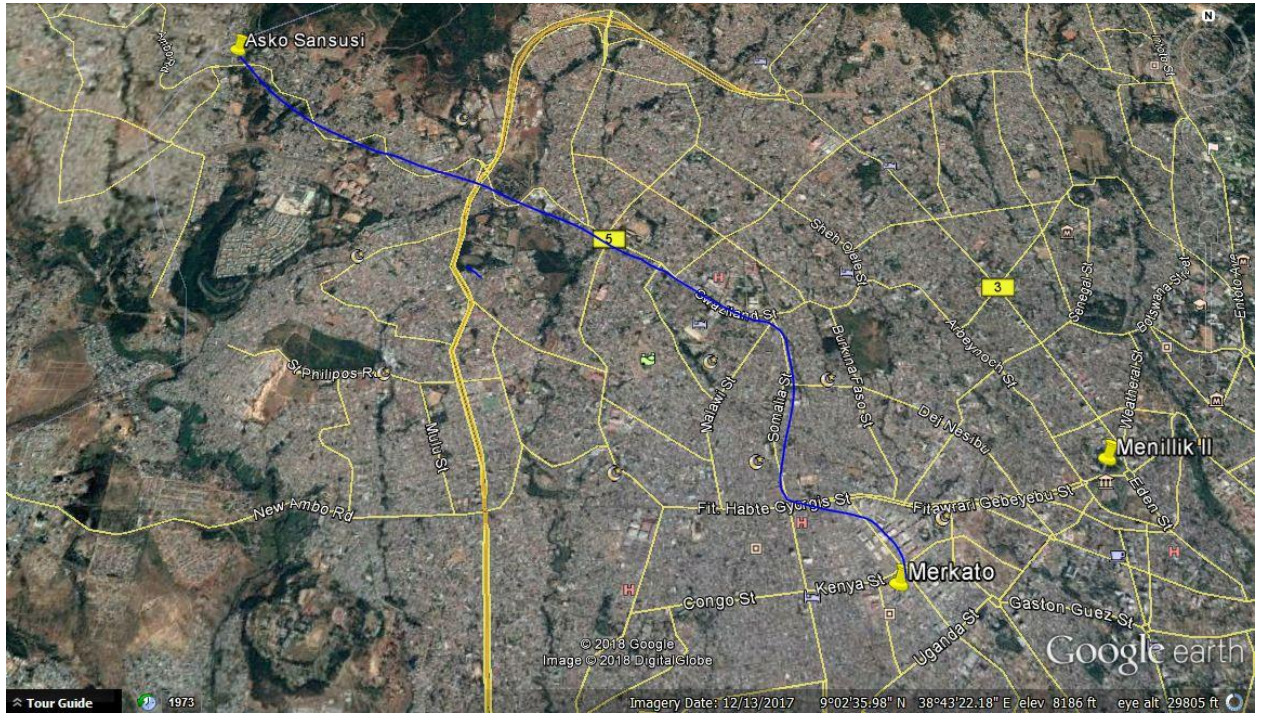 N
Asko Sansusi
5
Sheh Ojele St
3
Senegal St
Botswana St
Entoto Ave
Swaziland St
Arbeynoch St
Burkina Faso St
Weatheral St
St Philipos Rd
Malawi St
Somalia St
Dej Nesibu
Mulu St
Menillik II
Eden St
New Ambo Rd
Fit. Habte Gyorgis St
Fitawrari Gebeyebu St
Merkato
Kenya St
Congo St
Gaston Guez St
Uganda St
© 2018 Google
Image © 2018 DigitalGlobe
Google earth
Tour Guide
1973
Imagery Date: 12/13/2017 9°02'35.98" N 38°43'22.18" E elev 8186 ft eye alt 29805 ft